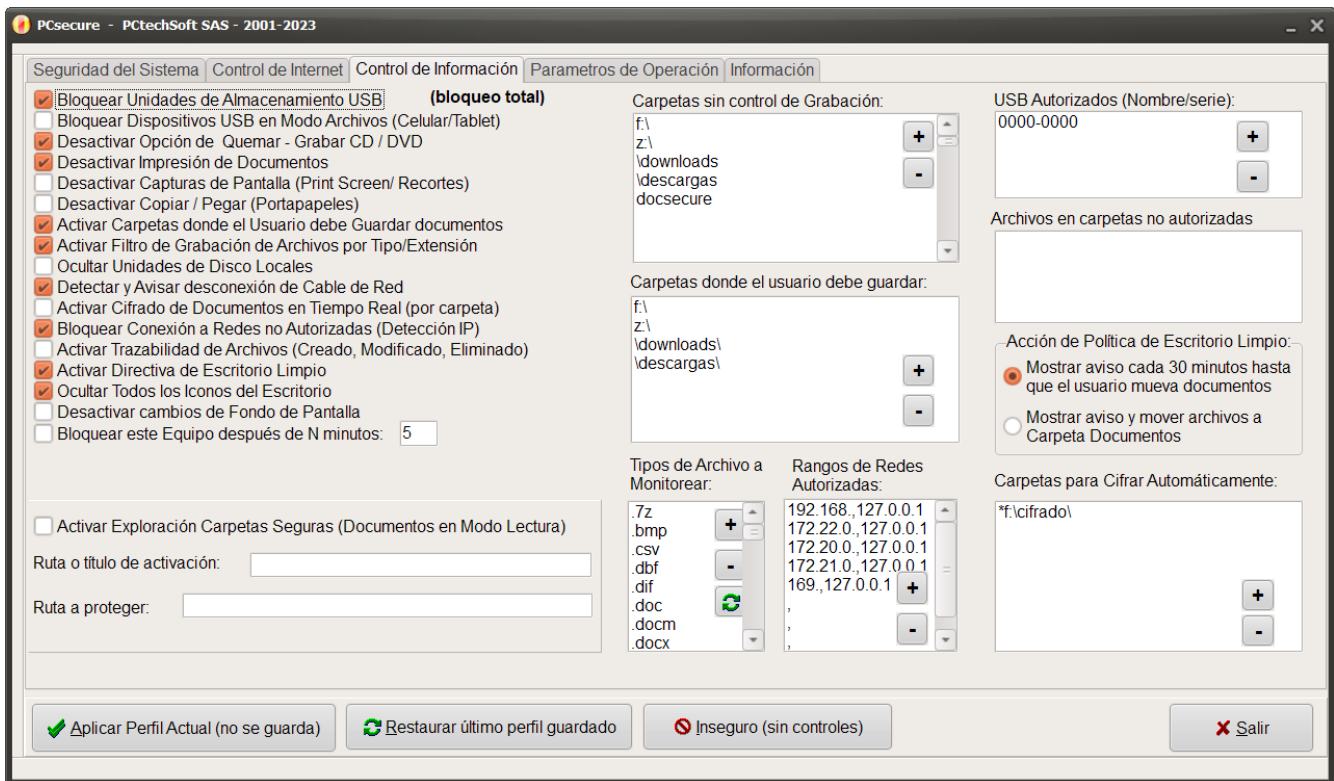 PCsecure - PCtechSoft SAS - 2001-2023
Seguridad del Sistema
Control de Internet
Control de Información
Parametros de Operación
Información
Bloquear Unidades de Almacenamiento USB (bloqueo total)
Bloquear Dispositivos USB en Modo Archivos (Celular/Tablet)
Desactivar Opción de Quemar - Grabar CD / DVD
Desactivar Impresión de Documentos
Desactivar Capturas de Pantalla (Print Screen/ Recortes)
Desactivar Copiar / Pegar (Portapapeles)
Activar Carpetas donde el Usuario debe Guardar documentos
Activar Filtro de Grabación de Archivos por Tipo/Extensión
Ocultar Unidades de Disco Locales
Detectar y Avisar desconexión de Cable de Red
Activar Cifrado de Documentos en Tiempo Real (por carpeta)
Bloquear Conexión a Redes no Autorizadas (Detección IP)
Activar Trazabilidad de Archivos (Creado, Modificado, Eliminado)
Activar Directiva de Escritorio Limpio
Ocultar Todos los Iconos del Escritorio
Desactivar cambios de Fondo de Pantalla
Bloquear este Equipo después de N minutos: 5
Activar Exploración Carpetas Seguras (Documentos en Modo Lectura)
Ruta o título de activación:
Ruta a proteger:
Carpetas sin control de Grabación:
f:\
z:\
\downloads
\descargas
docsecure
+
-
Carpetas donde el usuario debe guardar:
f:\
z:\
\downloads\
\descargas\
+
-
Tipos de Archivo a
Monitorear:
.7z
.bmp
.csv
.dbf
.dif
.doc
.docm
.docx
+
-
Rangos de Redes
Autorizadas:
192.168.,127.0.0.1
172.22.0.,127.0.0.1
172.20.0.,127.0.0.1
172.21.0.,127.0.0.1
169.,127.0.0.1
,
,
,
+
-
USB Autorizados (Nombre/serie):
0000-0000
+
-
Archivos en carpetas no autorizadas
Acción de Política de Escritorio Limpio:
Mostrar aviso cada 30 minutos hasta
que el usuario mueva documentos
Mostrar aviso y mover archivos a
Carpeta Documentos
Carpetas para Cifrar Automáticamente:
*f:\cifrado\
+
-
Aplicar Perfil Actual (no se guarda)
Restaurar último perfil guardado
Inseguro (sin controles)
Salir